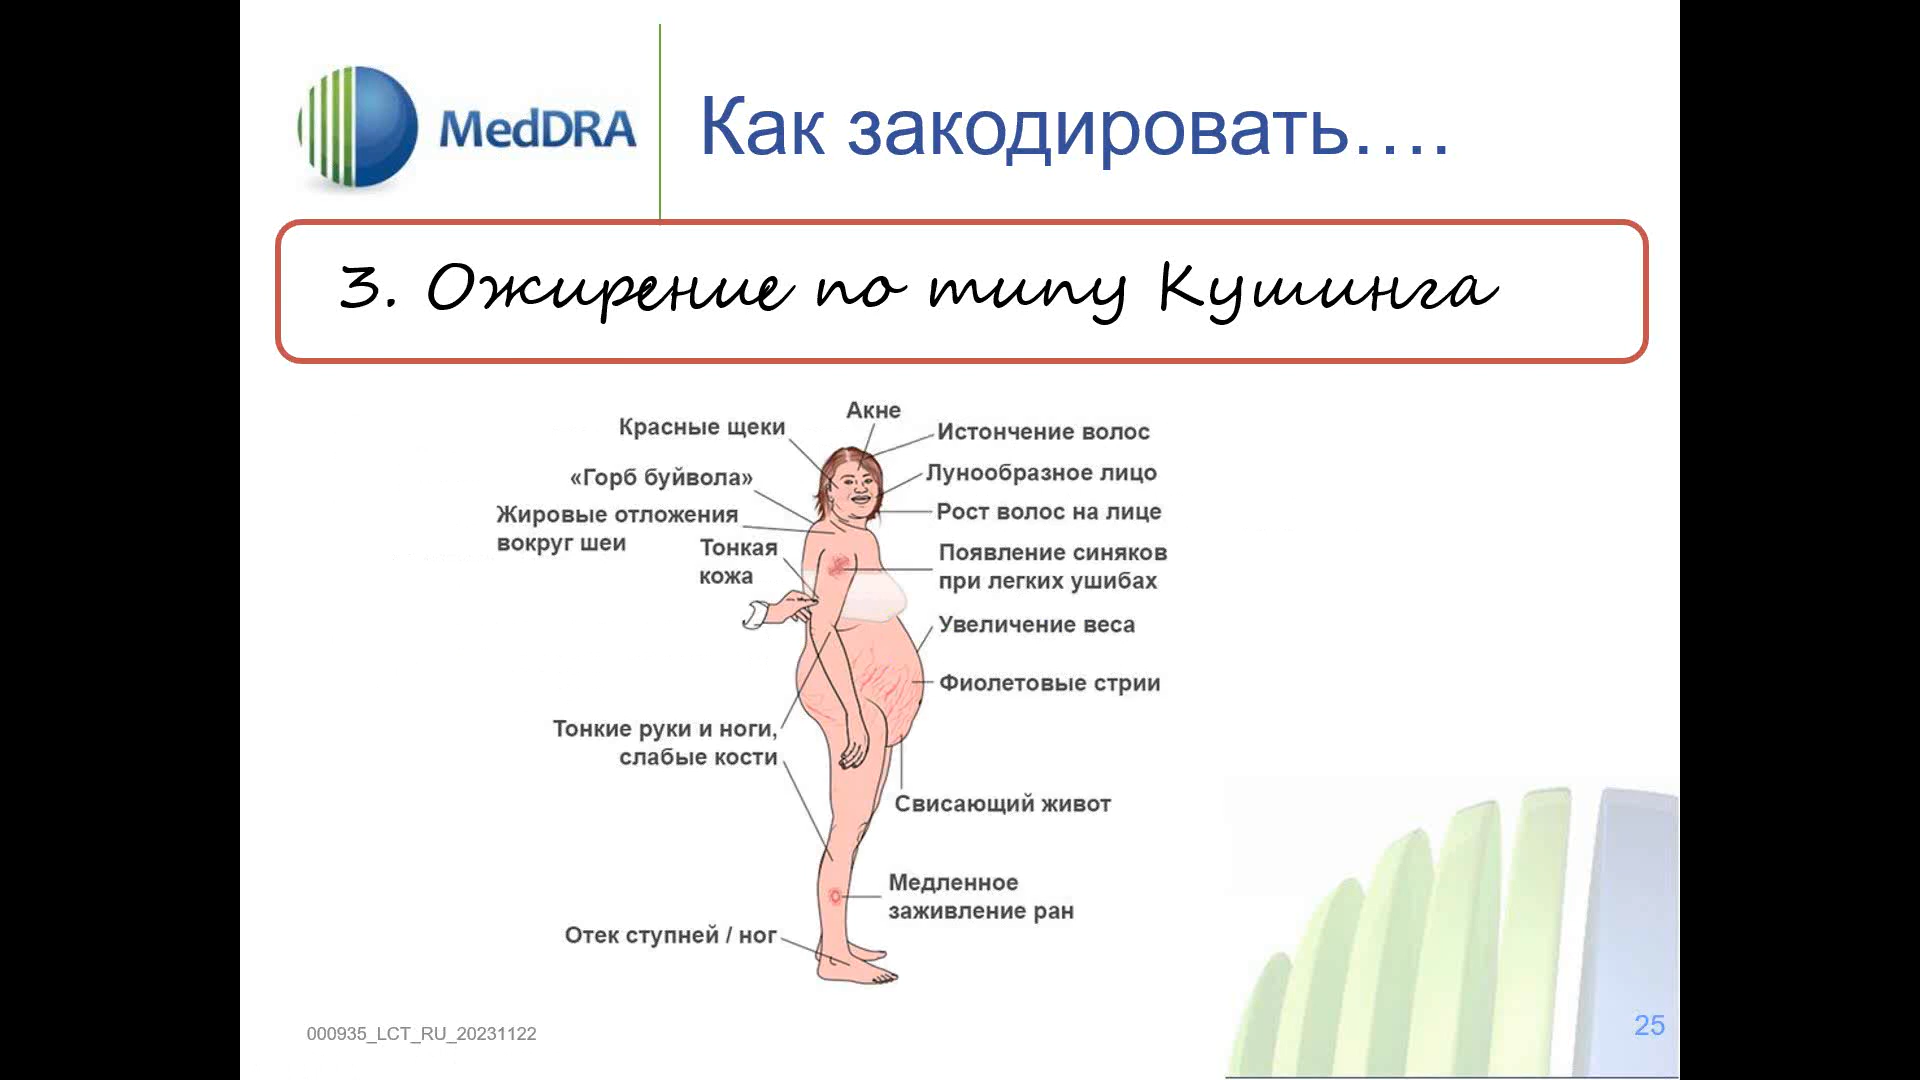 MedDRA
Как закодировать….
3. Ожирение по типу Кушинга
Акне
Красные щеки
Истончение волос
«Горб буйвола»
Лунообразное лицо
Жировые отложения
вокруг шеи
Рост волос на лице
Тонкая
кожа
Появление синяков
при легких ушибах
Увеличение веса
Фиолетовые стрии
Тонкие руки и ноги,
слабые кости
Свисающий живот
Медленное
заживление ран
Отек ступней / ног
000935_LCT_RU_20231122
25